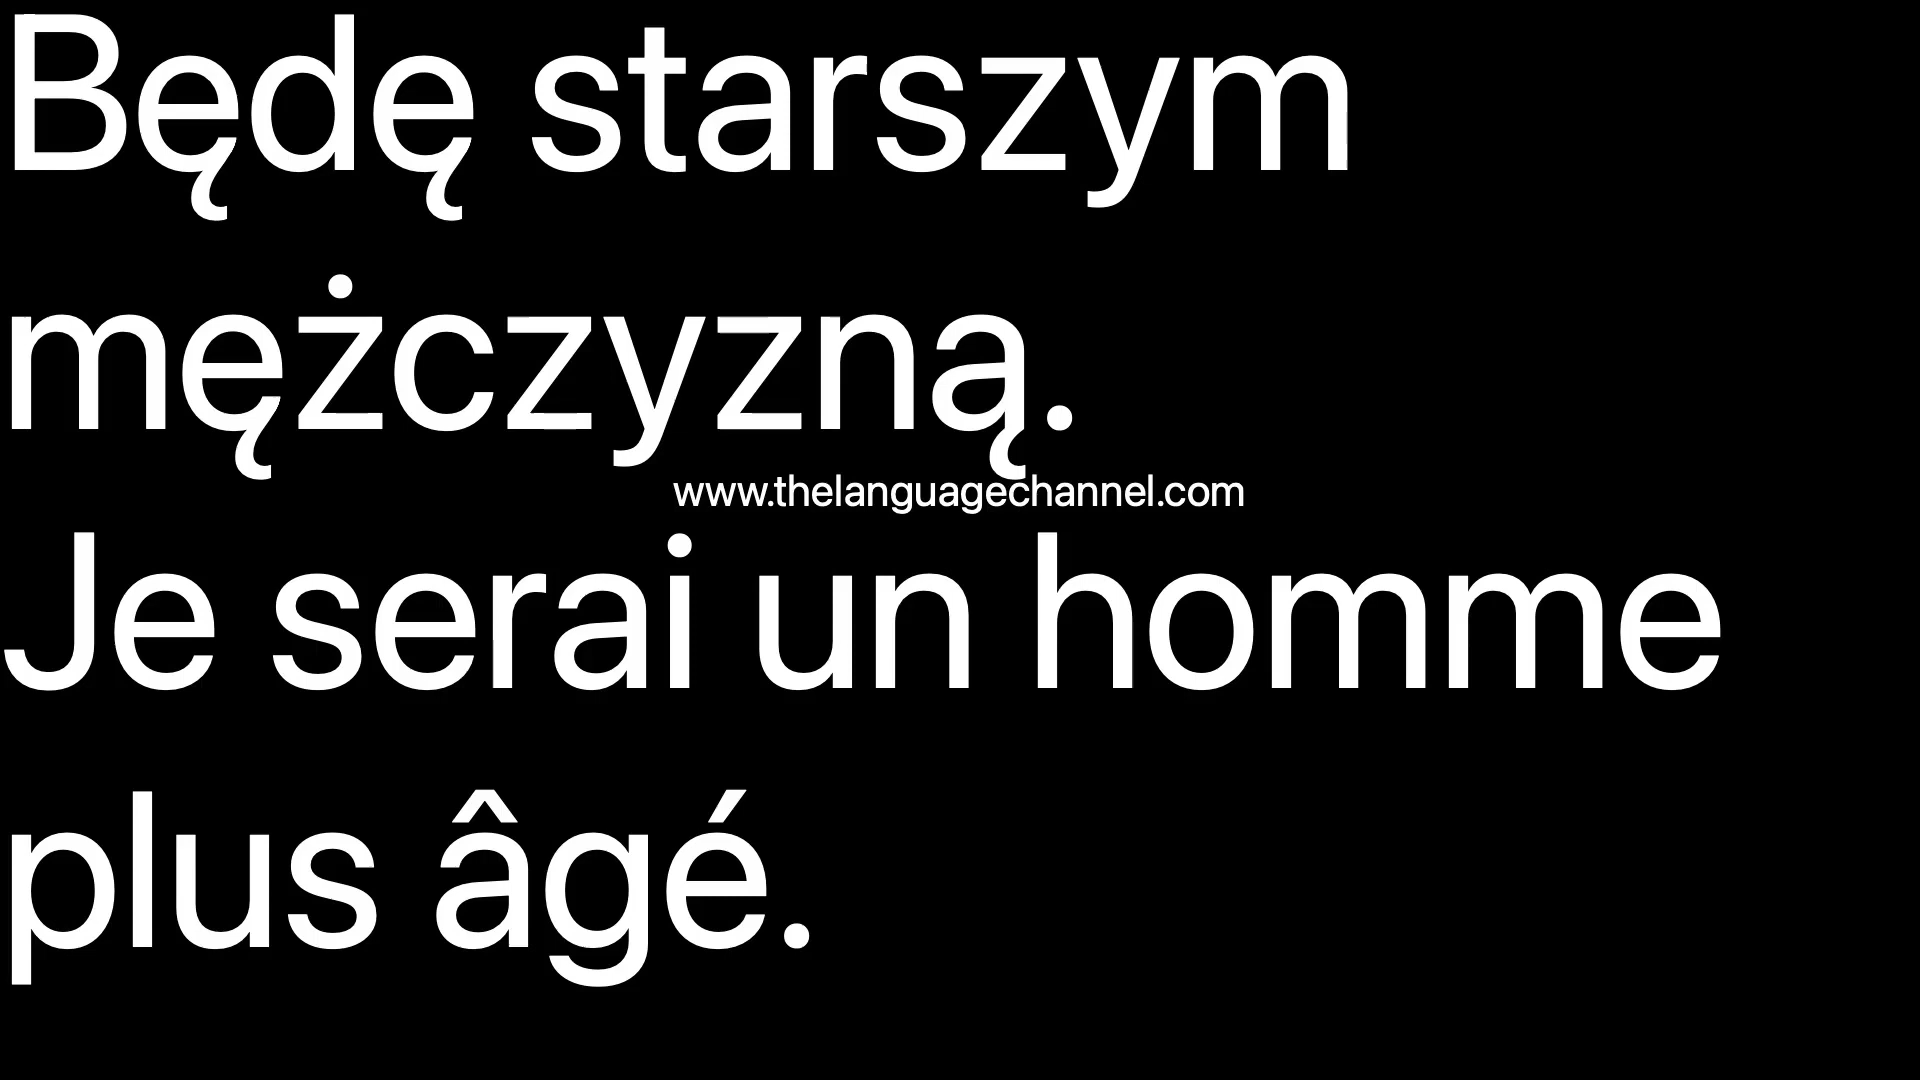 Będę starszym
mężczyzną.
www.thelanguagechannel.com
Je serai un homme
plus âgé.